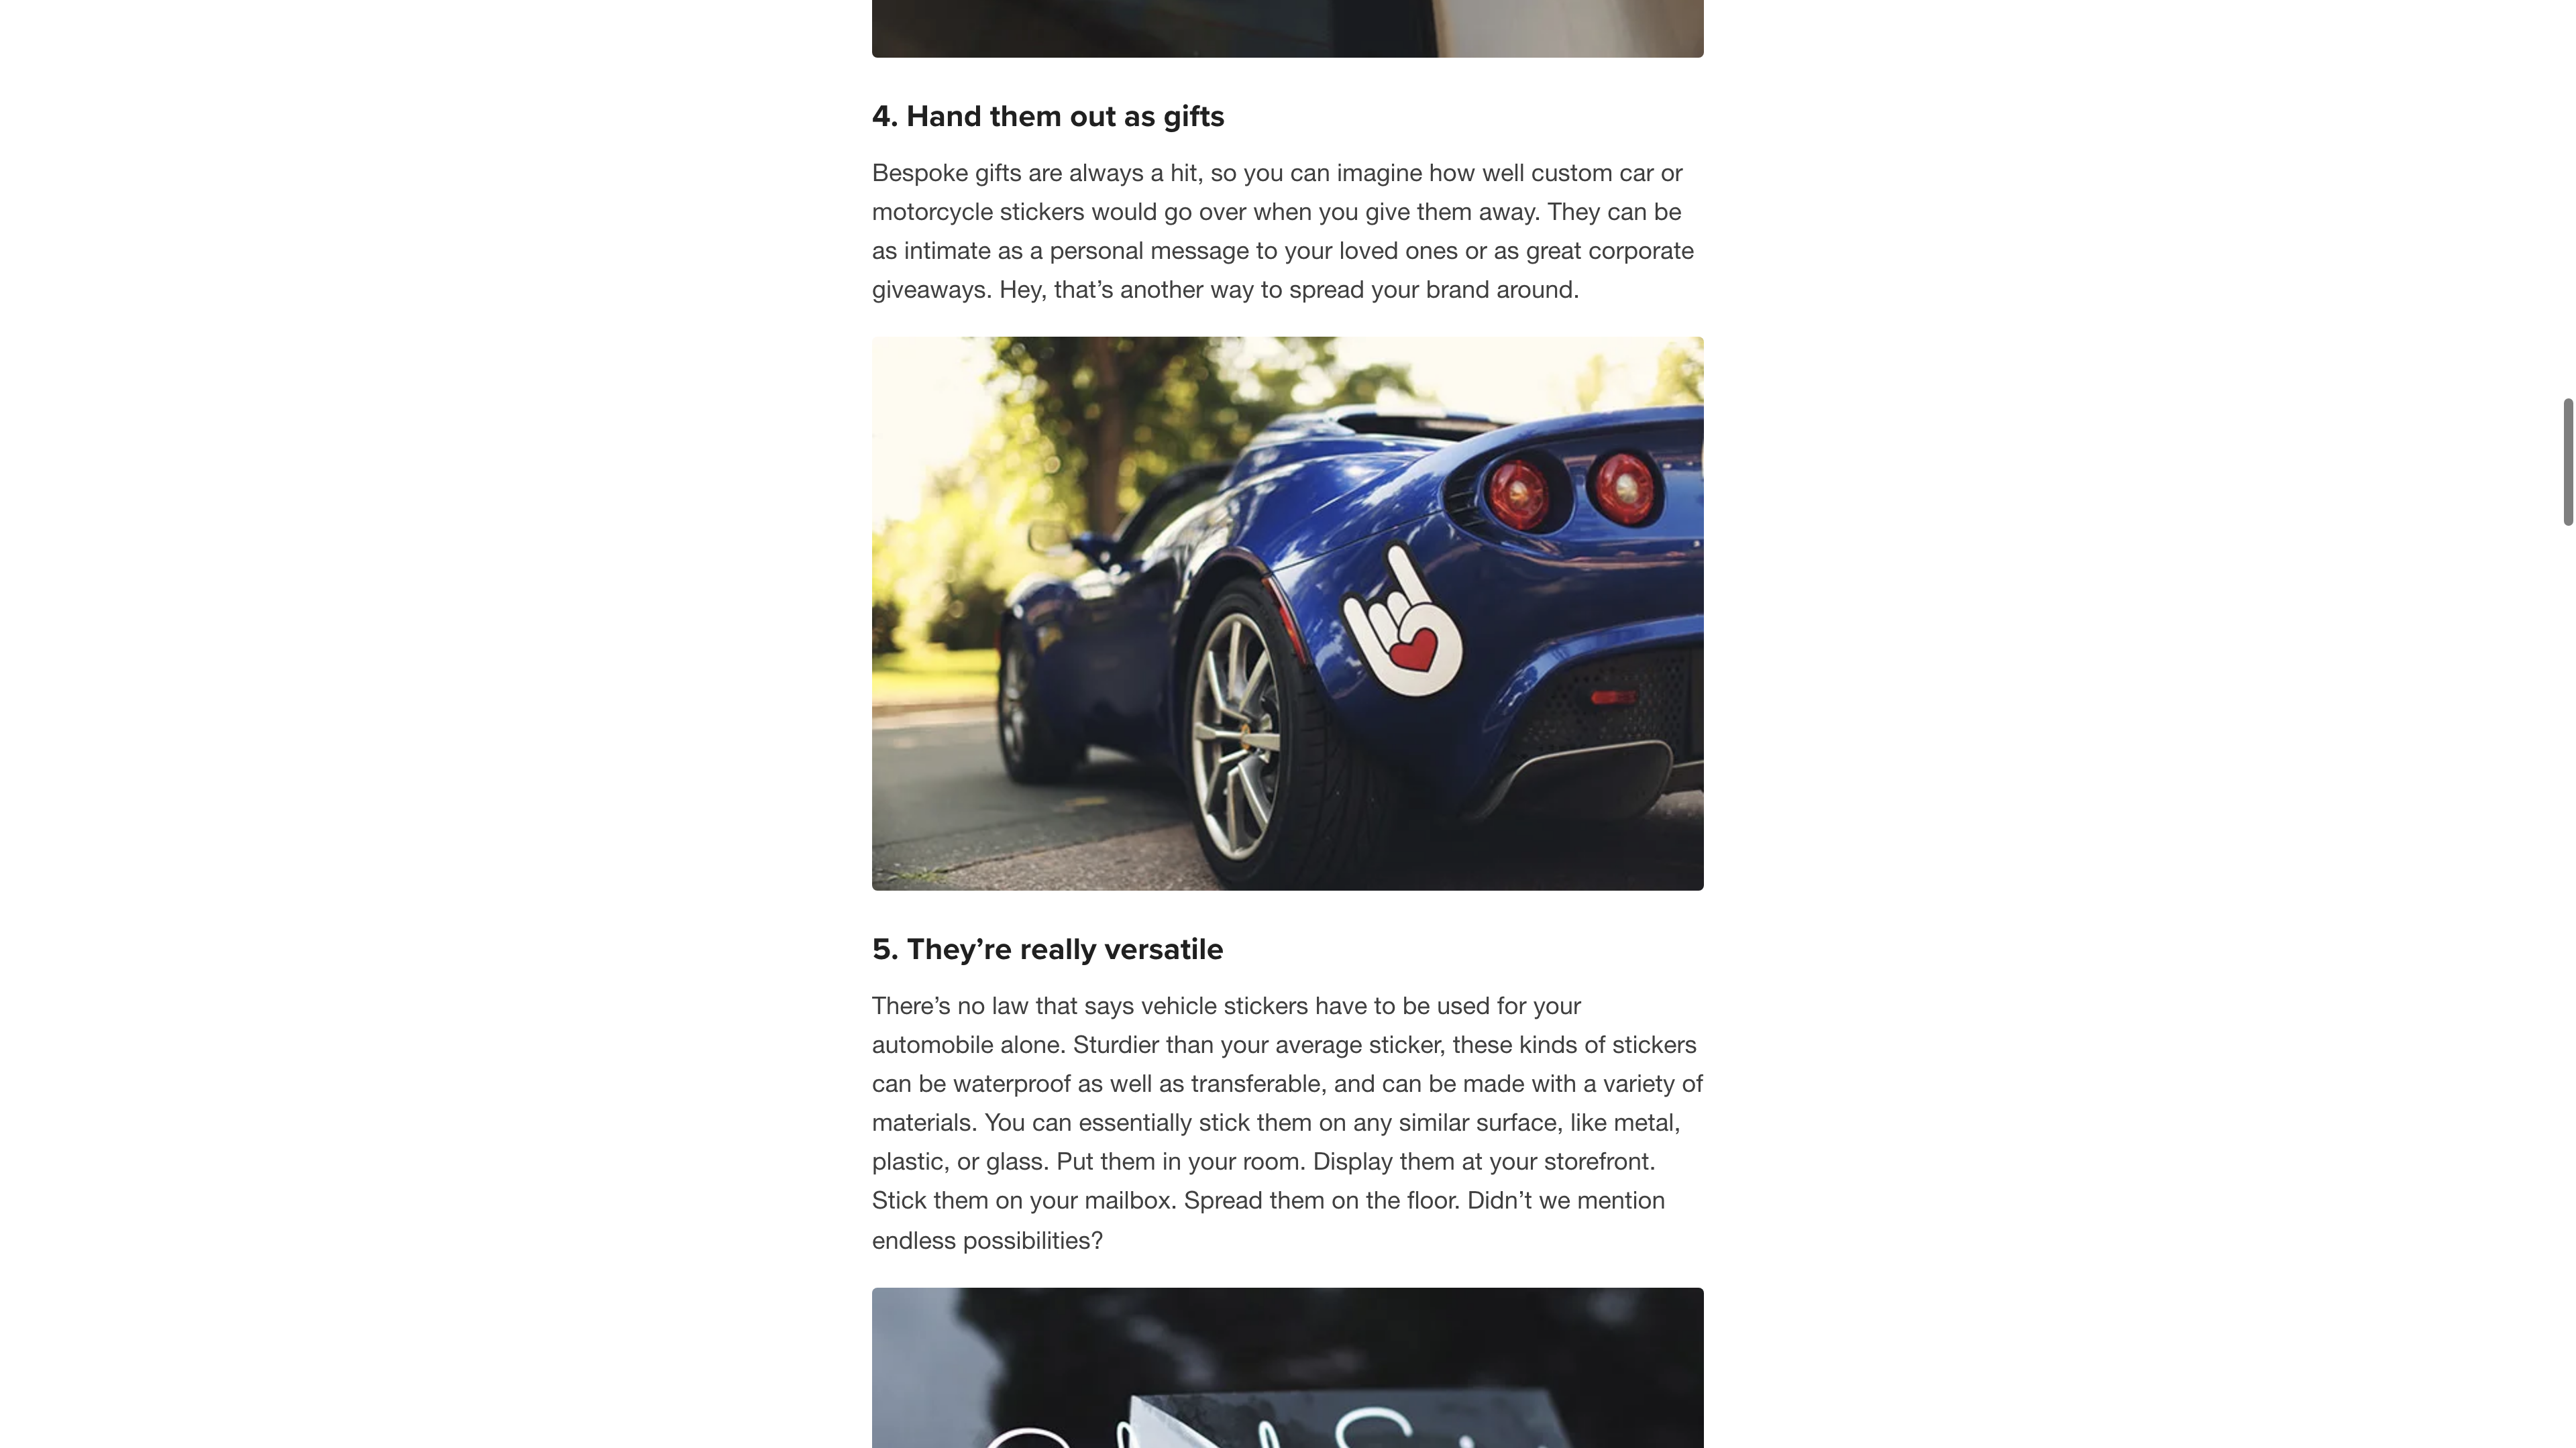 4. Hand them out as gifts
Bespoke gifts are always a hit, so you can imagine how well custom car or
motorcycle stickers would go over when you give them away. They can be
as intimate as a personal message to your loved ones or as great corporate
giveaways. Hey, that’s another way to spread your brand around.
5. They’re really versatile
There’s no law that says vehicle stickers have to be used for your
automobile alone. Sturdier than your average sticker, these kinds of stickers
can be waterproof as well as transferable, and can be made with a variety of
materials. You can essentially stick them on any similar surface, like metal,
plastic, or glass. Put them in your room. Display them at your storefront.
Stick them on your mailbox. Spread them on the floor. Didn’t we mention
endless possibilities?